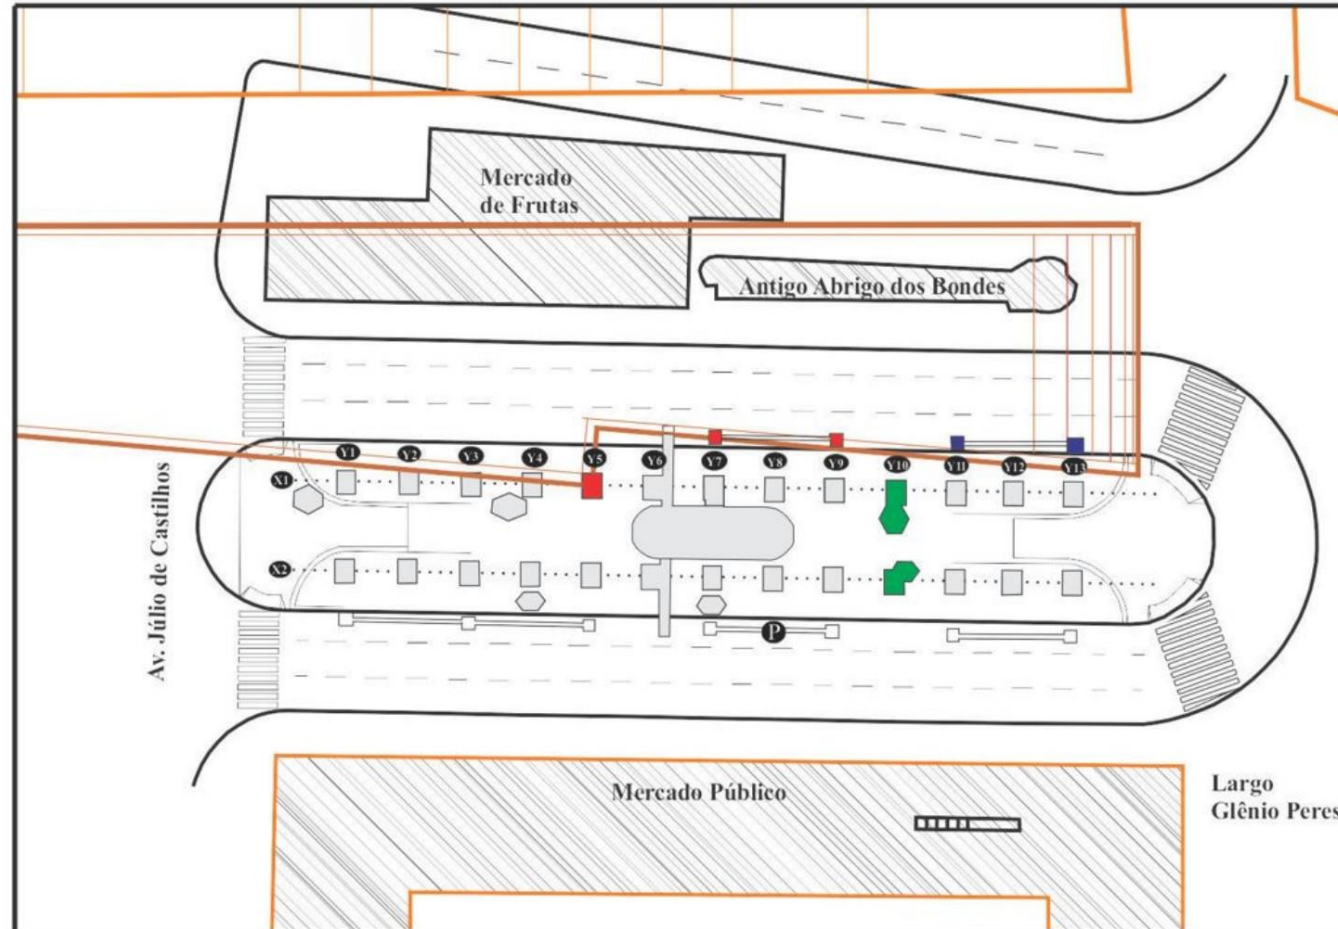 Mercado
de Frutas
Antigo Abrigo dos Bondes
Y1 Y2 Y3 Y4 Y5 Y6 Y7 Y8 Y9 Y10 Y11 Y12 Y13
X1
X2
Av. Júlio de Castilhos
P
Mercado Público
Largo
Glênio Peres